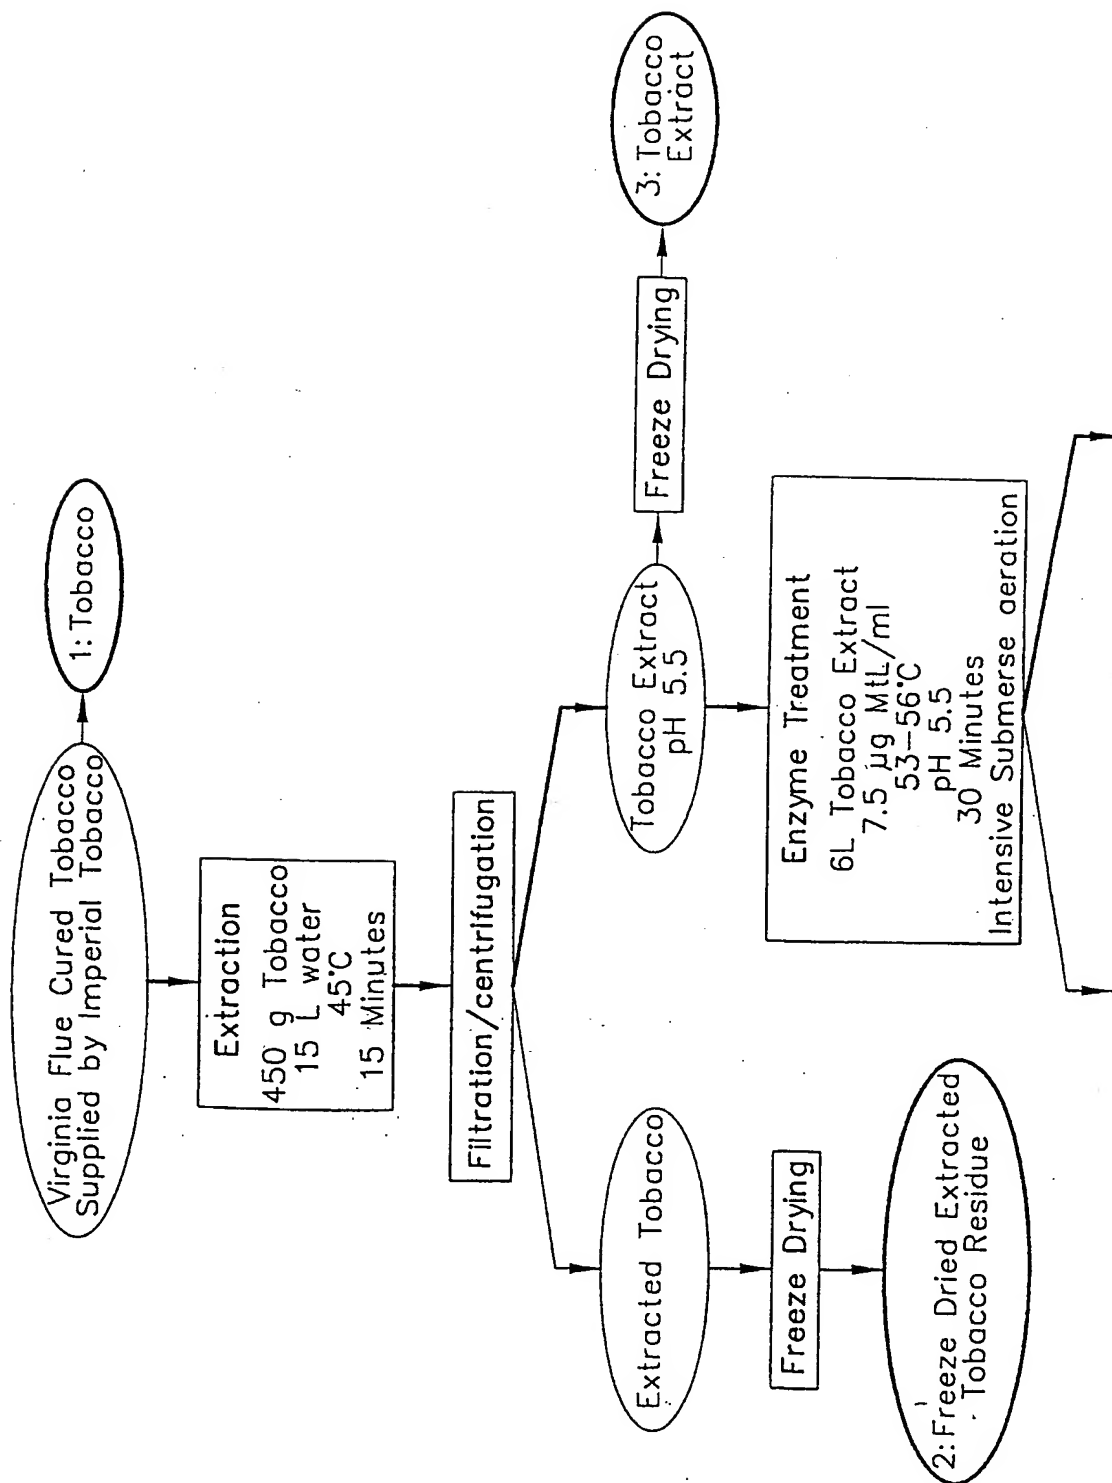 Virginia Flue Cured Tobacco
Supplied by Imperial Tobacco
1: Tobacco
Extraction
450 g Tobacco
15 L water
45°C
15 Minutes
Filtration/centrifugation
Extracted Tobacco
Tobacco Extract
pH 5.5
Freeze Drying
3: Tobacco
Extract
Freeze Drying
Enzyme Treatment
6L Tobacco Extract
7.5 µg MtL/ml
53–56°C
pH 5.5
30 Minutes
Intensive Submerse aeration
2: Freeze Dried Extracted
Tobacco Residue